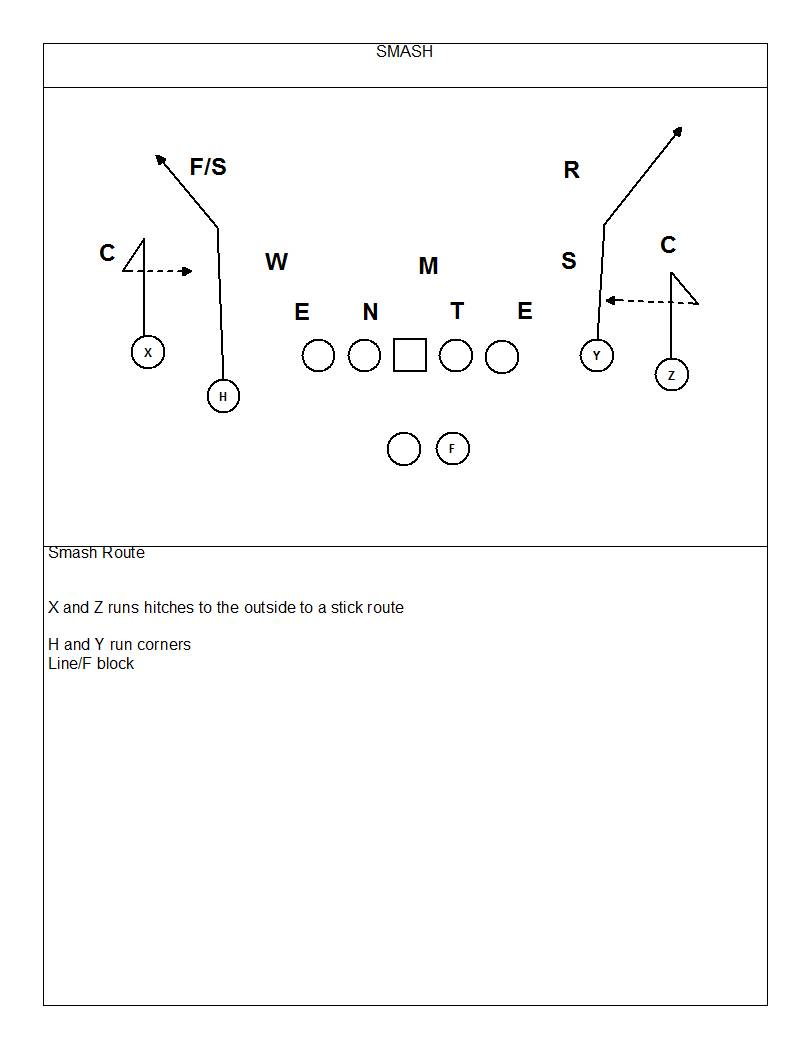 SMASH
F/S
R
C
C
W
M
S
E
N
T
E
X
Y
Z
H
F
Smash Route
X and Z runs hitches to the outside to a stick route
H and Y run corners
Line/F block